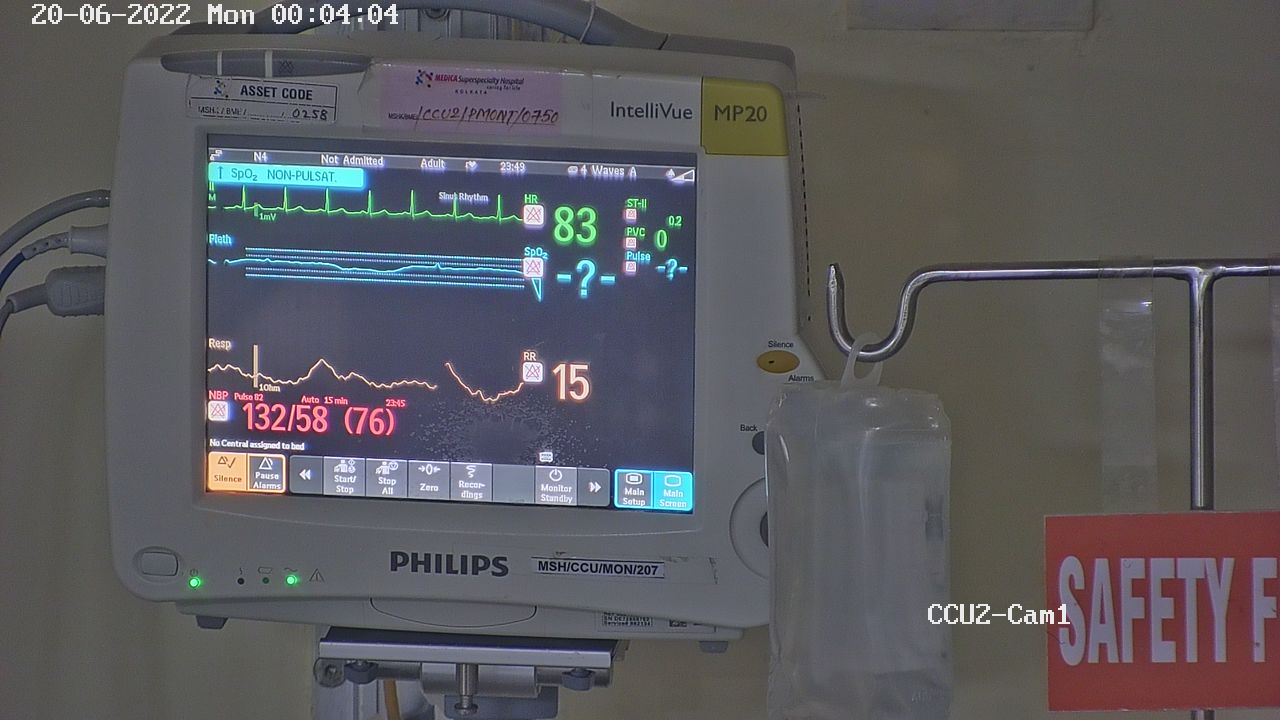 20-06-2022 Mon 00:04:04
ASSET CODE
0258
MEDICA Superspecialty Hospital
KOLKATA
/CCU2/PMONT/0750
IntelliVue
MP20
N4 Not Admitted Adult 23:49 4 Waves A
SpO₂ NON-PULSAT.
II
M
1mV
Sinus Rhythm
HR
83
ST-II
0.2
PVC
0
Pleth
SpO₂
-?-
Pulse
-?-
Resp
1Ohm
RR
15
NBP Pulse 82 Auto 15 min 23:45
132/58 (76)
No Central assigned to bed
Silence
Pause
Alarms
Start/
Stop
Stop
All
Zero
Recor-
dings
Monitor
Standby
Main
Setup
Main
Screen
Silence
Alarms
Back
PHILIPS
MSH/CCU/MON/207
CCU2-Cam1
SAFETY F